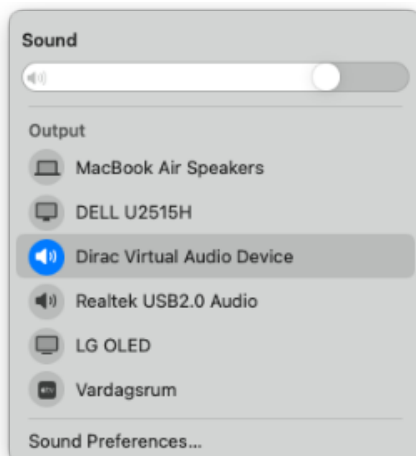 Sound
Output
MacBook Air Speakers
DELL U2515H
Dirac Virtual Audio Device
Realtek USB2.0 Audio
LG OLED
Vardagsrum
Sound Preferences...